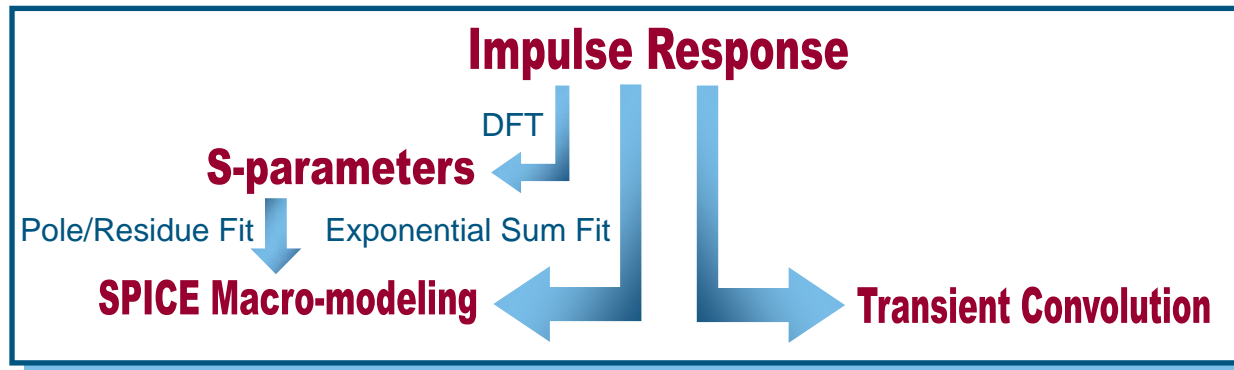 Impulse Response
DFT
S-parameters
Pole/Residue Fit
Exponential Sum Fit
SPICE Macro-modeling
Transient Convolution